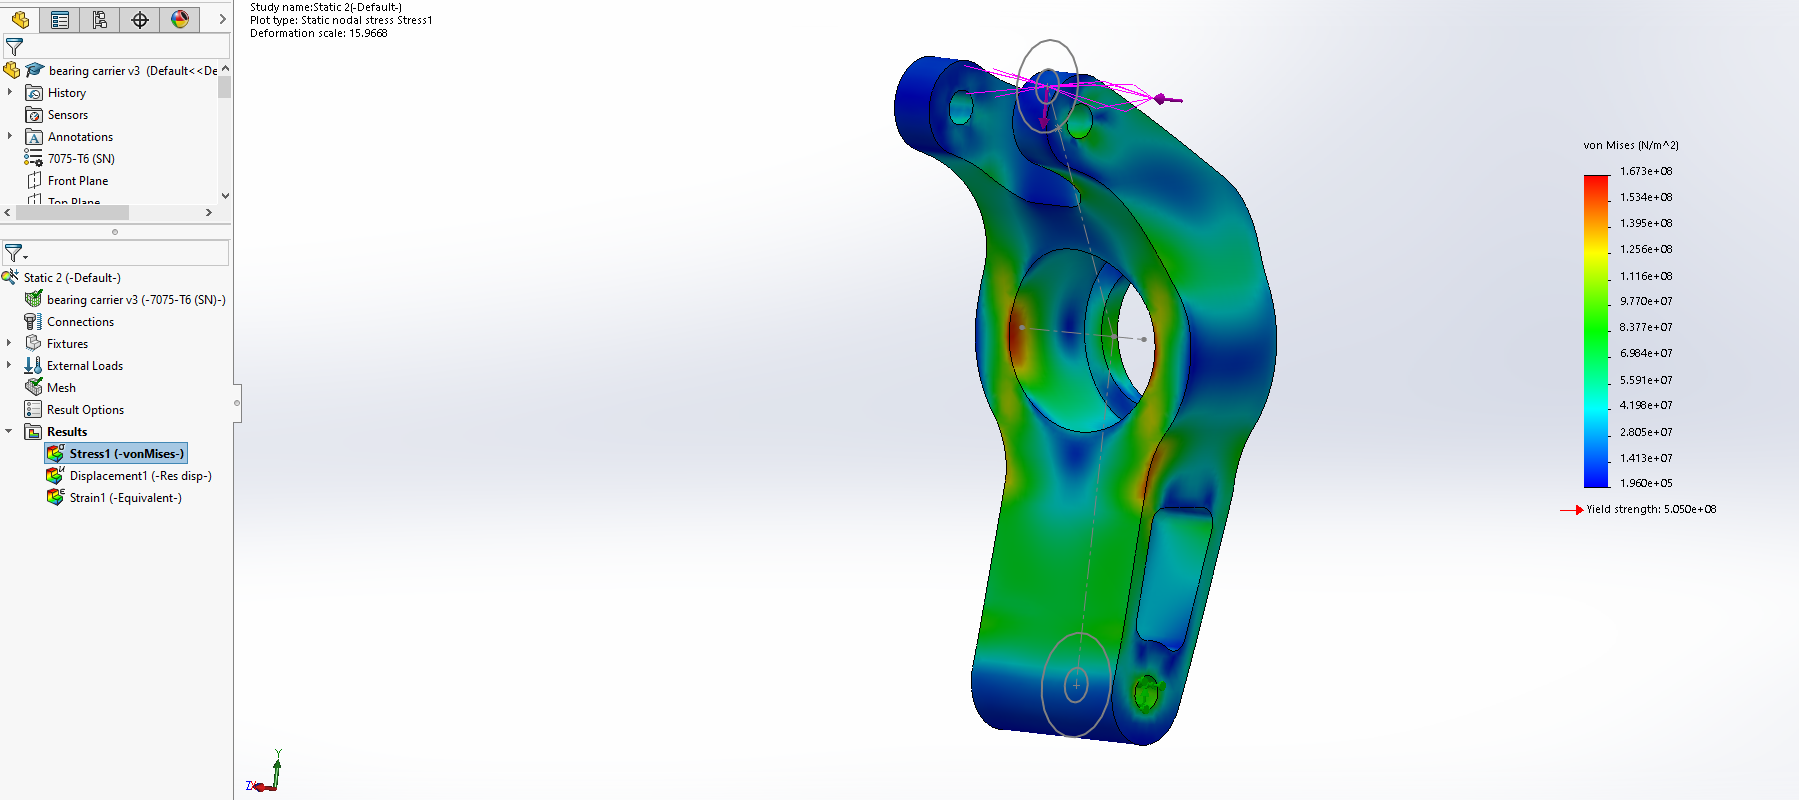 Study name:Static 2(-Default-)
Plot type: Static nodal stress Stress1
Deformation scale: 15.9668
bearing carrier v3 (Default<<De
History
Sensors
Annotations
7075-T6 (SN)
Front Plane
Top Plane
Static 2 (-Default-)
bearing carrier v3 (-7075-T6 (SN)-)
Connections
Fixtures
External Loads
Mesh
Result Options
Results
Stress1 (-vonMises-)
Displacement1 (-Res disp-)
Strain1 (-Equivalent-)
von Mises (N/m^2)
1.673e+08
1.534e+08
1.395e+08
1.256e+08
1.116e+08
9.770e+07
8.377e+07
6.984e+07
5.591e+07
4.198e+07
2.805e+07
1.413e+07
1.960e+05
Yield strength: 5.050e+08
Y
Z